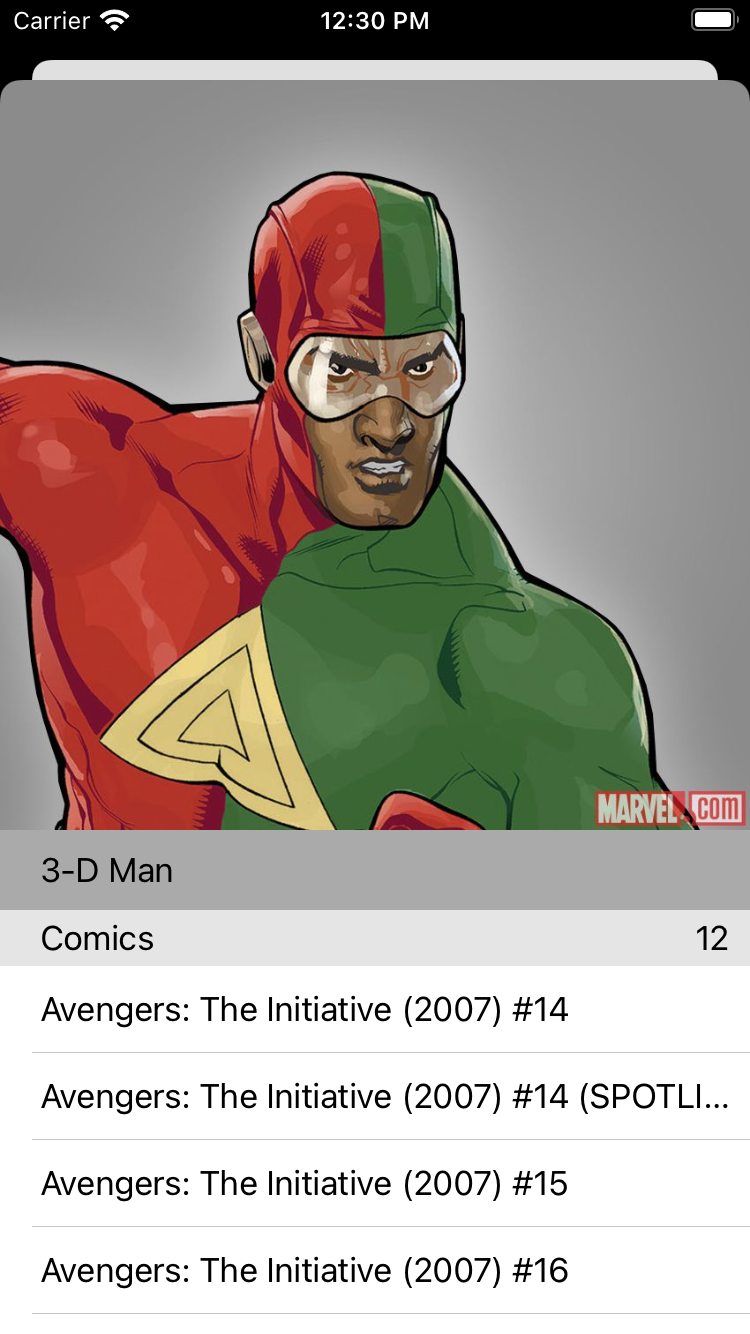 Carrier 12:30 PM
MARVEL.com
3-D Man
Comics 12
Avengers: The Initiative (2007) #14
Avengers: The Initiative (2007) #14 (SPOTLI...
Avengers: The Initiative (2007) #15
Avengers: The Initiative (2007) #16